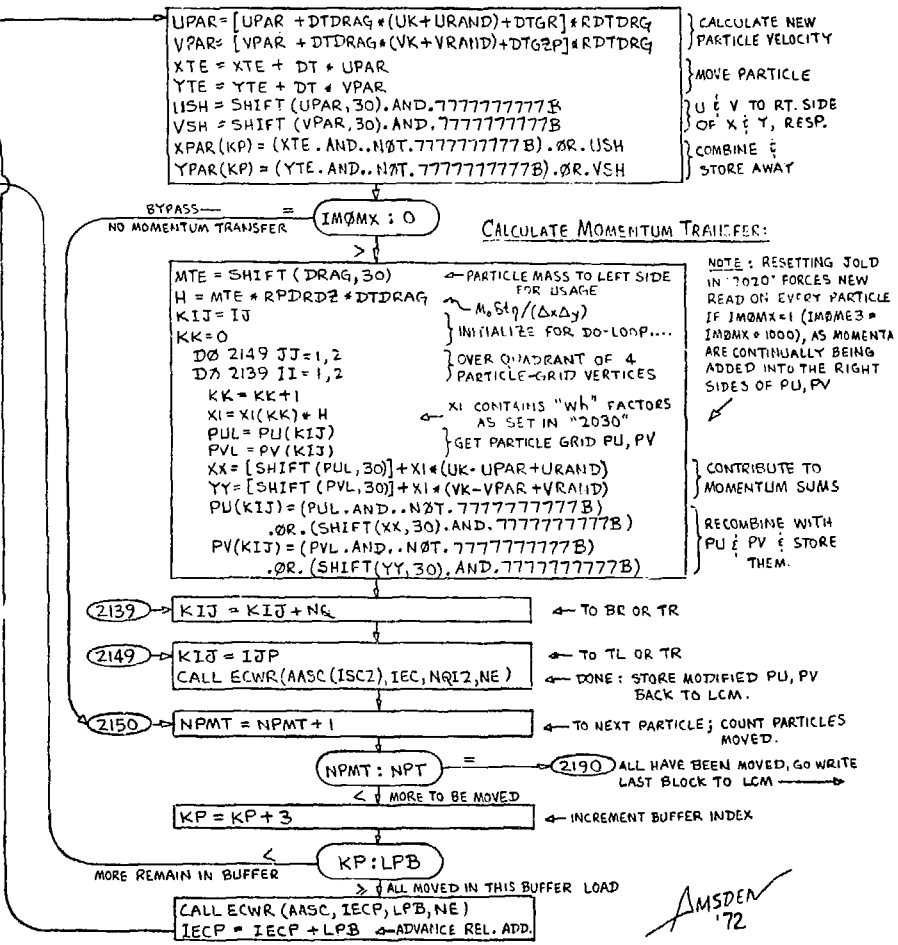 UPAR=[UPAR +DTDRAG*(UK+URAND)+DTGR]*RDTDRG
VPAR=[VPAR +DTDRAG*(VK+VRAND)+DTGZP]*RDTDRG
}CALCULATE NEW
PARTICLE VELOCITY
XTE = XTE + DT * UPAR
YTE = YTE + DT * VPAR
}MOVE PARTICLE
USH = SHIFT (UPAR,30).AND.7777777777B
VSH = SHIFT (VPAR,30).AND.7777777777B
}U & V TO RT. SIDE
OF X & Y, RESP.
XPAR(KP) = (XTE.AND..NØT.7777777777B).ØR.USH
YPAR(KP) = (YTE.AND..NØT.7777777777B).ØR.VSH
}COMBINE &
STORE AWAY
BYPASS— =
NO MOMENTUM TRANSFER
IMØMX : 0
>
CALCULATE MOMENTUM TRANSFER:
MTE = SHIFT (DRAG,30)
←PARTICLE MASS TO LEFT SIDE
FOR USAGE
H = MTE * RPDRDZ * DTDRAG
KIJ = IJ
KK=0
}INITIALIZE FOR DO-LOOP....
DØ 2149 JJ=1,2
DØ 2139 II=1,2
}OVER QUADRANT OF 4
PARTICLE-GRID VERTICES
KK = KK+1
XI=XI(KK)*H
← XI CONTAINS "Wh" FACTORS
AS SET IN "2030"
PUL = PU(KIJ)
PVL = PV(KIJ)
}GET PARTICLE GRID PU, PV
XX = [SHIFT (PUL,30)]+XI*(UK-UPAR+URAND)
YY= [SHIFT (PVL,30)]+XI*(VK-VPAR+VRAND)
}CONTRIBUTE TO
MOMENTUM SUMS
PU(KIJ)=(PUL.AND..NØT.7777777777B)
.ØR.(SHIFT(XX,30).AND.7777777777B)
PV(KIJ)=(PVL.AND..NØT.7777777777B)
.ØR.(SHIFT(YY,30).AND.7777777777B)
}RECOMBINE WITH
PU & PV & STORE
THEM.
NOTE: RESETTING JOLD
IN "2020" FORCES NEW
READ ON EVERY PARTICLE
IF IMØMX=1 (IMØME3=
IMØMX*1000), AS MOMENTA
ARE CONTINUALLY BEING
ADDED INTO THE RIGHT
SIDES OF PU, PV
2139
KIJ = KIJ+NQ
← TO BR OR TR
2149
KIJ = IJP
← TO TL OR TR
CALL ECWR(AASC(ISC2),IEC,NQI2,NE)
← DONE: STORE MODIFIED PU, PV
BACK TO LCM.
2150
NPMT = NPMT+1
←TO NEXT PARTICLE; COUNT PARTICLES
MOVED.
NPMT : NPT
=
2190
ALL HAVE BEEN MOVED, GO WRITE
LAST BLOCK TO LCM
< MORE TO BE MOVED
KP = KP+3
←INCREMENT BUFFER INDEX
<
MORE REMAIN IN BUFFER
KP:LPB
≥ ALL MOVED IN THIS BUFFER LOAD
CALL ECWR (AASC, IECP, LPB, NE)
IECP = IECP + LPB ←ADVANCE REL. ADD.
AMSDEN
'72